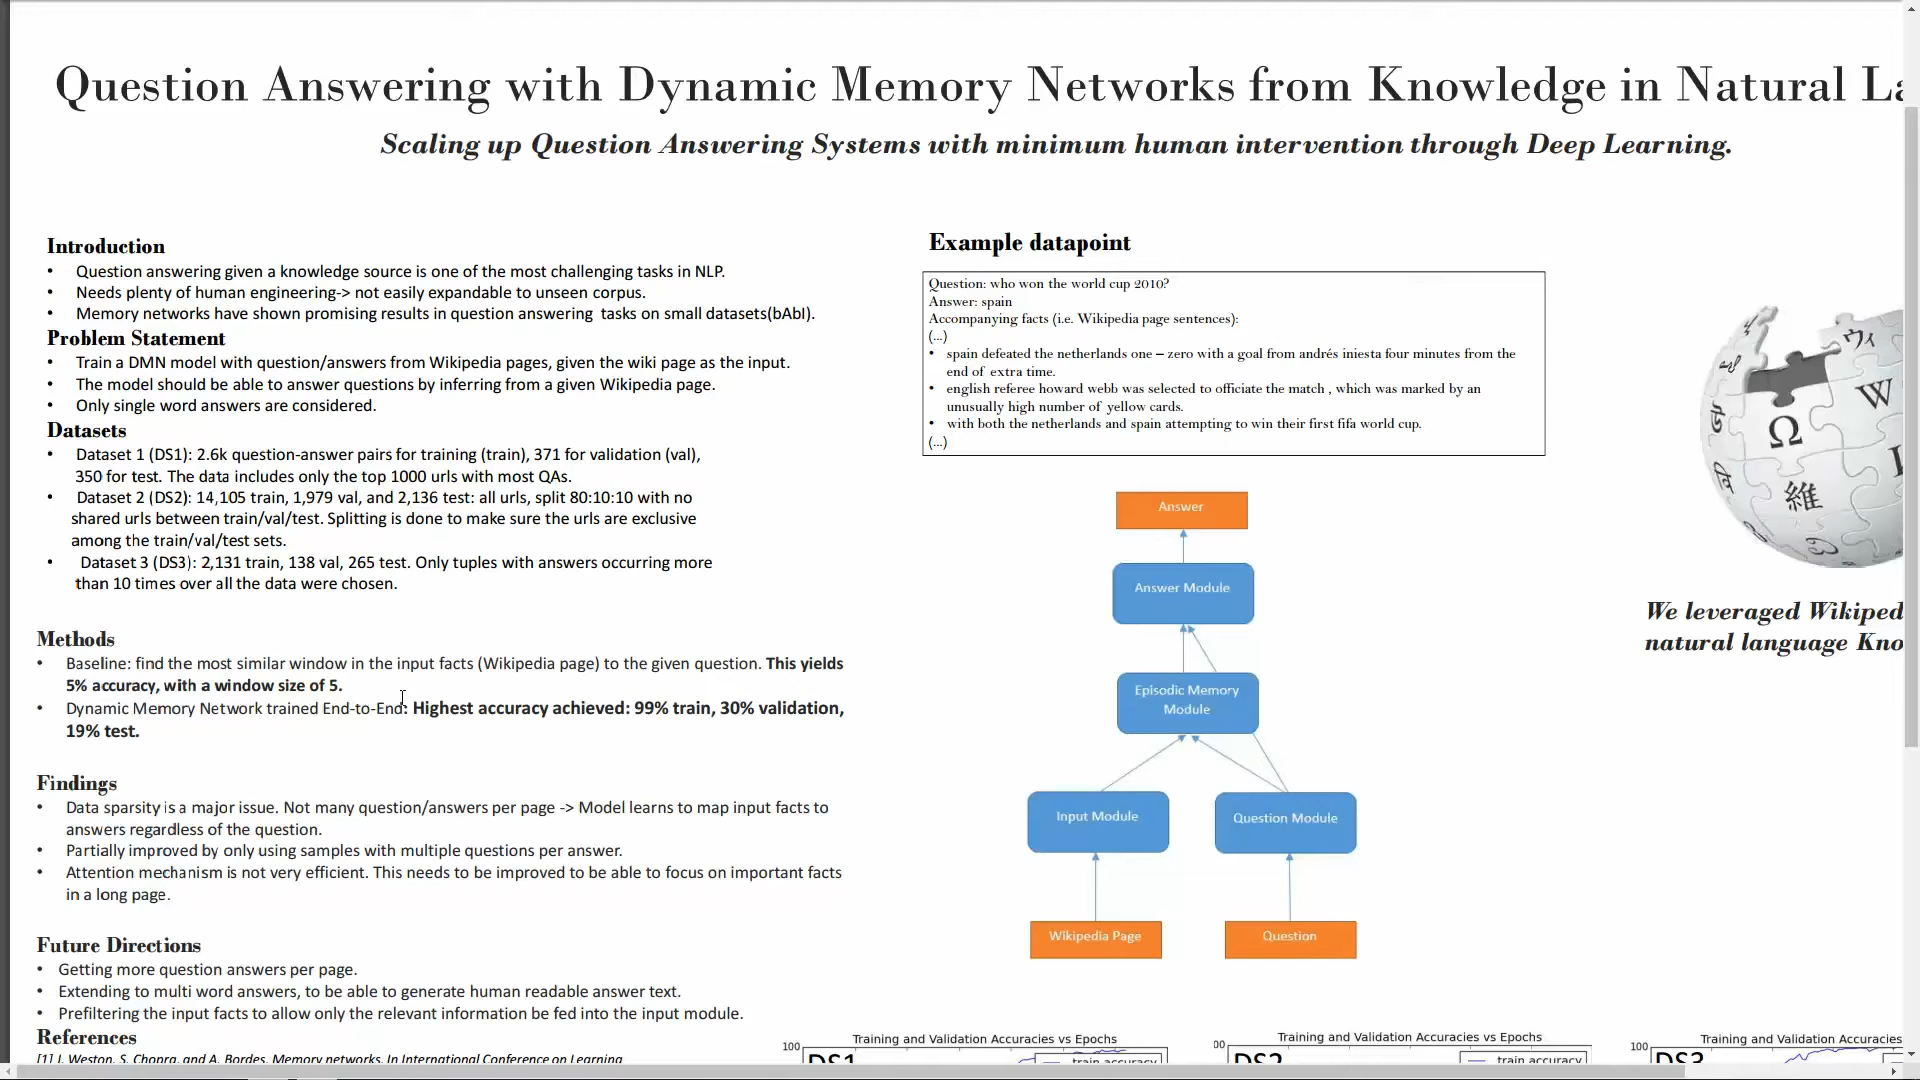 Question Answering with Dynamic Memory Networks from Knowledge in Natural La
Scaling up Question Answering Systems with minimum human intervention through Deep Learning.
Introduction
• Question answering given a knowledge source is one of the most challenging tasks in NLP.
• Needs plenty of human engineering-> not easily expandable to unseen corpus.
• Memory networks have shown promising results in question answering tasks on small datasets(bAbI).
Problem Statement
• Train a DMN model with question/answers from Wikipedia pages, given the wiki page as the input.
• The model should be able to answer questions by inferring from a given Wikipedia page.
• Only single word answers are considered.
Datasets
• Dataset 1 (DS1): 2.6k question-answer pairs for training (train), 371 for validation (val),
350 for test. The data includes only the top 1000 urls with most QAs.
• Dataset 2 (DS2): 14,105 train, 1,979 val, and 2,136 test: all urls, split 80:10:10 with no
shared urls between train/val/test. Splitting is done to make sure the urls are exclusive
among the train/val/test sets.
• Dataset 3 (DS3): 2,131 train, 138 val, 265 test. Only tuples with answers occurring more
than 10 times over all the data were chosen.
Methods
• Baseline: find the most similar window in the input facts (Wikipedia page) to the given question. This yields
5% accuracy, with a window size of 5.
• Dynamic Memory Network trained End-to-End: Highest accuracy achieved: 99% train, 30% validation,
19% test.
Findings
• Data sparsity is a major issue. Not many question/answers per page -> Model learns to map input facts to
answers regardless of the question.
• Partially improved by only using samples with multiple questions per answer.
• Attention mechanism is not very efficient. This needs to be improved to be able to focus on important facts
in a long page.
Future Directions
• Getting more question answers per page.
• Extending to multi word answers, to be able to generate human readable answer text.
• Prefiltering the input facts to allow only the relevant information be fed into the input module.
References
[1] J. Weston, S. Chopra, and A. Bordes. Memory networks. In International Conference on Learning
Example datapoint
Question: who won the world cup 2010?
Answer: spain
Accompanying facts (i.e. Wikipedia page sentences):
(...)
• spain defeated the netherlands one – zero with a goal from andrés iniesta four minutes from the
end of extra time.
• english referee howard webb was selected to officiate the match , which was marked by an
unusually high number of yellow cards.
• with both the netherlands and spain attempting to win their first fifa world cup.
(...)
Answer
Answer Module
Episodic Memory
Module
Input Module
Question Module
Wikipedia Page
Question
Ω
W
維
ウィ
We leveraged Wikiped
natural language Kno
Training and Validation Accuracies vs Epochs
100
DS1
train accuracy
Training and Validation Accuracies vs Epochs
00
DS2
train accuracy
Training and Validation Accuracies
100
DS3